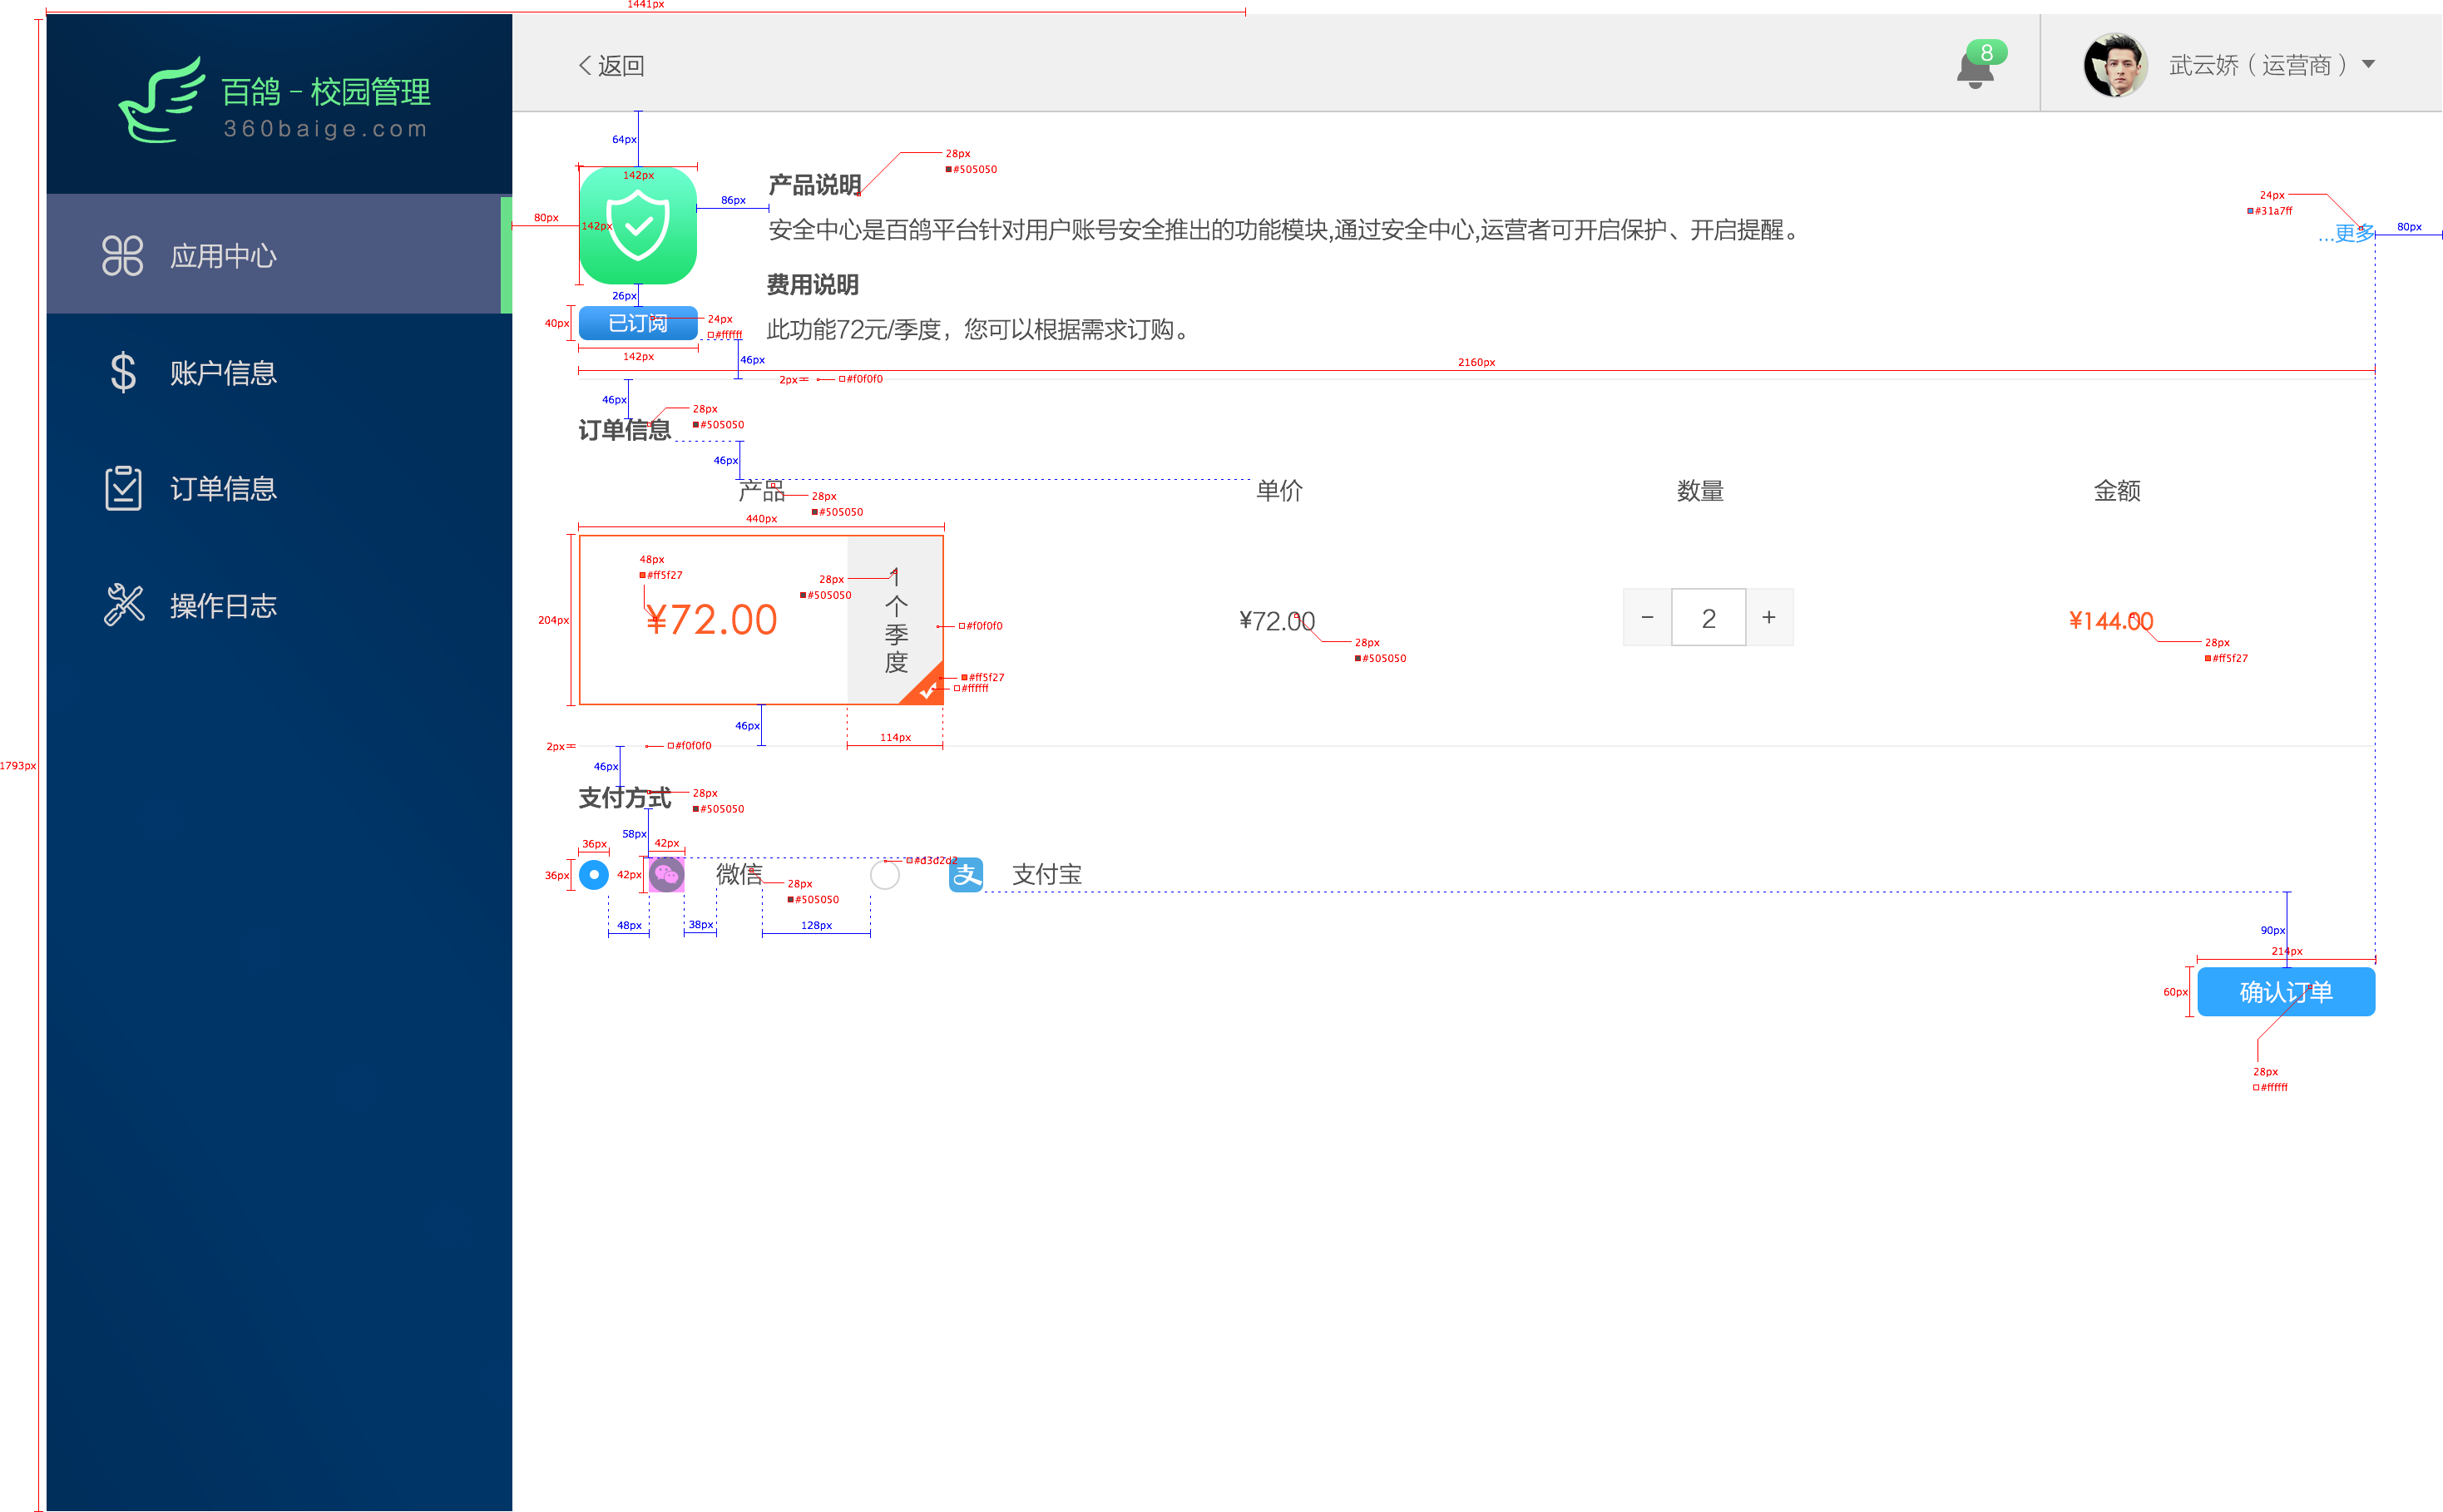 1441px
百鸽-校园管理
360baige.com
返回
8
武云娇（运营商）
应用中心
账户信息
订单信息
操作日志
1793px
64px
142px
142px
80px
86px
产品说明
28px
#505050
安全中心是百鸽平台针对用户账号安全推出的功能模块,通过安全中心,运营者可开启保护、开启提醒。
24px
#31a7ff
...更多
80px
26px
费用说明
40px
已订阅
24px
#ffffff
142px
此功能72元/季度，您可以根据需求订购。
46px
2160px
2px
#f0f0f0
46px
28px
#505050
订单信息
46px
产品
28px
#505050
单价
数量
金额
440px
204px
48px
#ff5f27
¥72.00
28px
#505050
1个季度
#f0f0f0
#ff5f27
#ffffff
¥72.00
28px
#505050
- 2 +
¥144.00
28px
#ff5f27
46px
114px
2px
#f0f0f0
46px
支付方式
28px
#505050
58px
36px
36px
42px
42px
微信
28px
#505050
#d3d2d2
支
支付宝
48px
38px
128px
90px
214px
60px
确认订单
28px
#ffffff